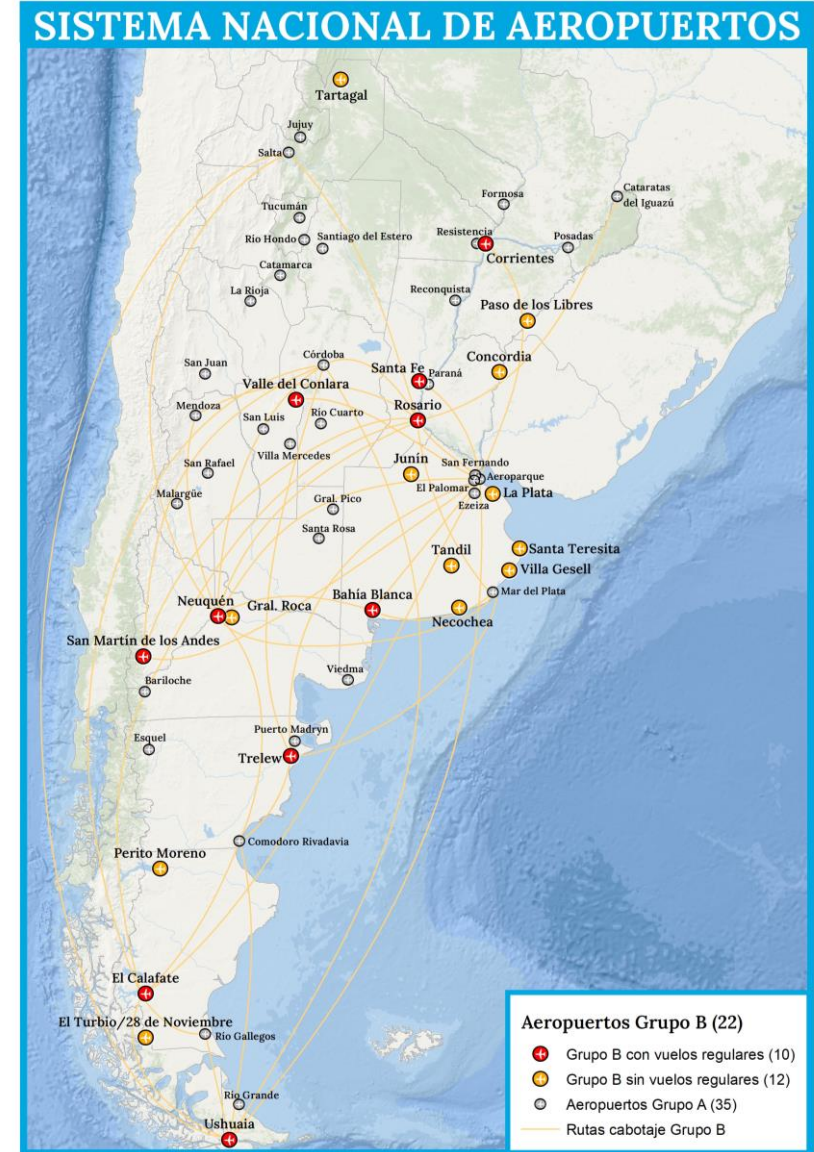 SISTEMA NACIONAL DE AEROPUERTOS
Tartagal
Jujuy
Salta
Cataratas
del Iguazú
Formosa
Tucumán
Resistencia
Posadas
Rio Hondo
Santiago del Estero
Corrientes
Catamarca
La Rioja
Reconquista
Paso de los Libres
Córdoba
Concordia
San Juan
Santa Fe
Paraná
Valle del Conlara
Mendoza
Rosario
San Luis
Río Cuarto
Villa Mercedes
Junín
San Fernando
San Rafael
Aeroparque
El Palomar
La Plata
Malargüe
Gral. Pico
Ezeiza
Santa Rosa
Tandil
Santa Teresita
Villa Gesell
Neuquén
Gral. Roca
Bahía Blanca
Mar del Plata
Necochea
San Martín de los Andes
Viedma
Bariloche
Esquel
Puerto Madryn
Trelew
Comodoro Rivadavia
Perito Moreno
El Calafate
El Turbio/28 de Noviembre
Río Gallegos
Río Grande
Ushuaia
Aeropuertos Grupo B (22)
Grupo B con vuelos regulares (10)
Grupo B sin vuelos regulares (12)
Aeropuertos Grupo A (35)
Rutas cabotaje Grupo B